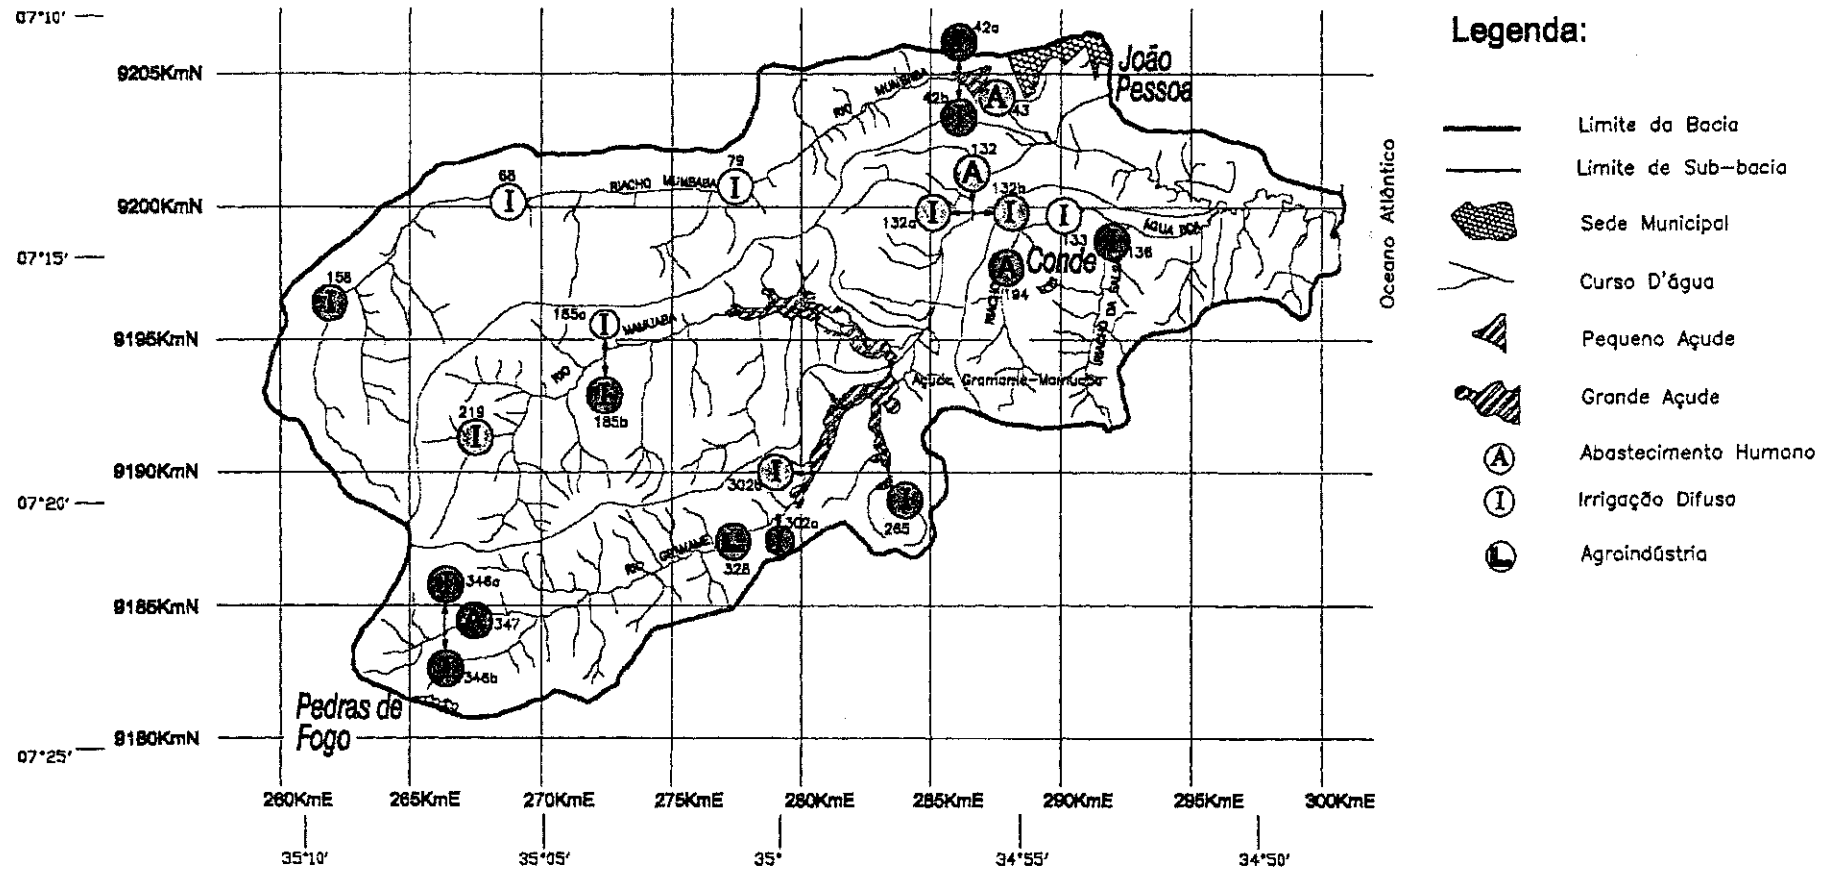 07°10'
9205KmN
9200KmN
07°15'
9195KmN
9190KmN
07°20'
9185KmN
9180KmN
07°25'
260KmE
265KmE
270KmE
275KmE
280KmE
285KmE
290KmE
295KmE
300KmE
35°10'
35°05'
35°
34°55'
34°50'
42a
João
Pessoa
RIO MUMBABA
42b
A
43
132
A
79
I
68
I
RIACHO MUMBABA
132b
I
I
132a
I
133
ÁGUA BOA
136
Conde
A
194
RIACHO
RIACHO DA
158
I
185a
I
MAMUABA
RIO
185b
Açude Gramame-Mamuaba
219
I
I
302b
265
302a
L
328
RIO GRAMAME
346a
347
346b
Pedras de
Fogo
Oceano Atlântico
Legenda:
Limite da Bacia
Limite de Sub-bacia
Sede Municipal
Curso D'água
Pequeno Açude
Grande Açude
A Abastecimento Humano
I Irrigação Difusa
L Agroindústria